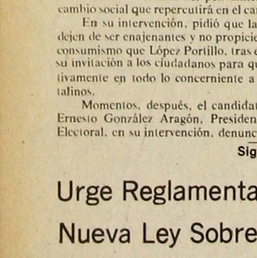 cambio social que repercutirá en el ca
En su intervención, pidió que la
dejen de ser enajenantes y no propicie
consumismo que López Portillo, tras e
su invitación a los ciudadanos para qu
tivamente en todo lo concerniente a
talinos.
Momentos, después, el candidat
Ernesto González Aragón, Presiden
Electoral, en su intervención, denunc
Sig
Urge Reglamenta
Nueva Ley Sobre